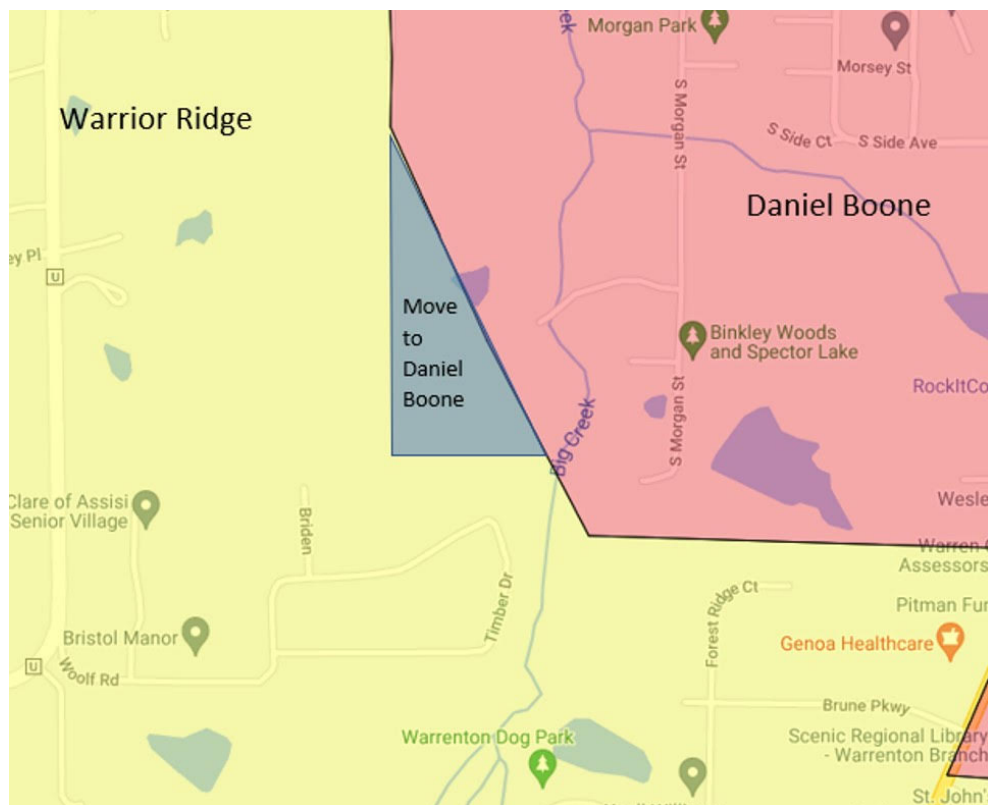 Morgan Park
Morsey St
Warrior Ridge
S Morgan St
S Side Ct
S Side Ave
Daniel Boone
ey Pl
U
Move
to
Daniel
Boone
Binkley Woods
and Spector Lake
RockItCo
S Morgan St
Big Creek
Clare of Assisi
Senior Village
Briden
Wesle
Warren
Assessors
Timber Dr
Forest Ridge Ct
Pitman Fur
Bristol Manor
Genoa Healthcare
U
Woolf Rd
Brune Pkwy
Warrenton Dog Park
Scenic Regional Library
- Warrenton Branch
St. John's